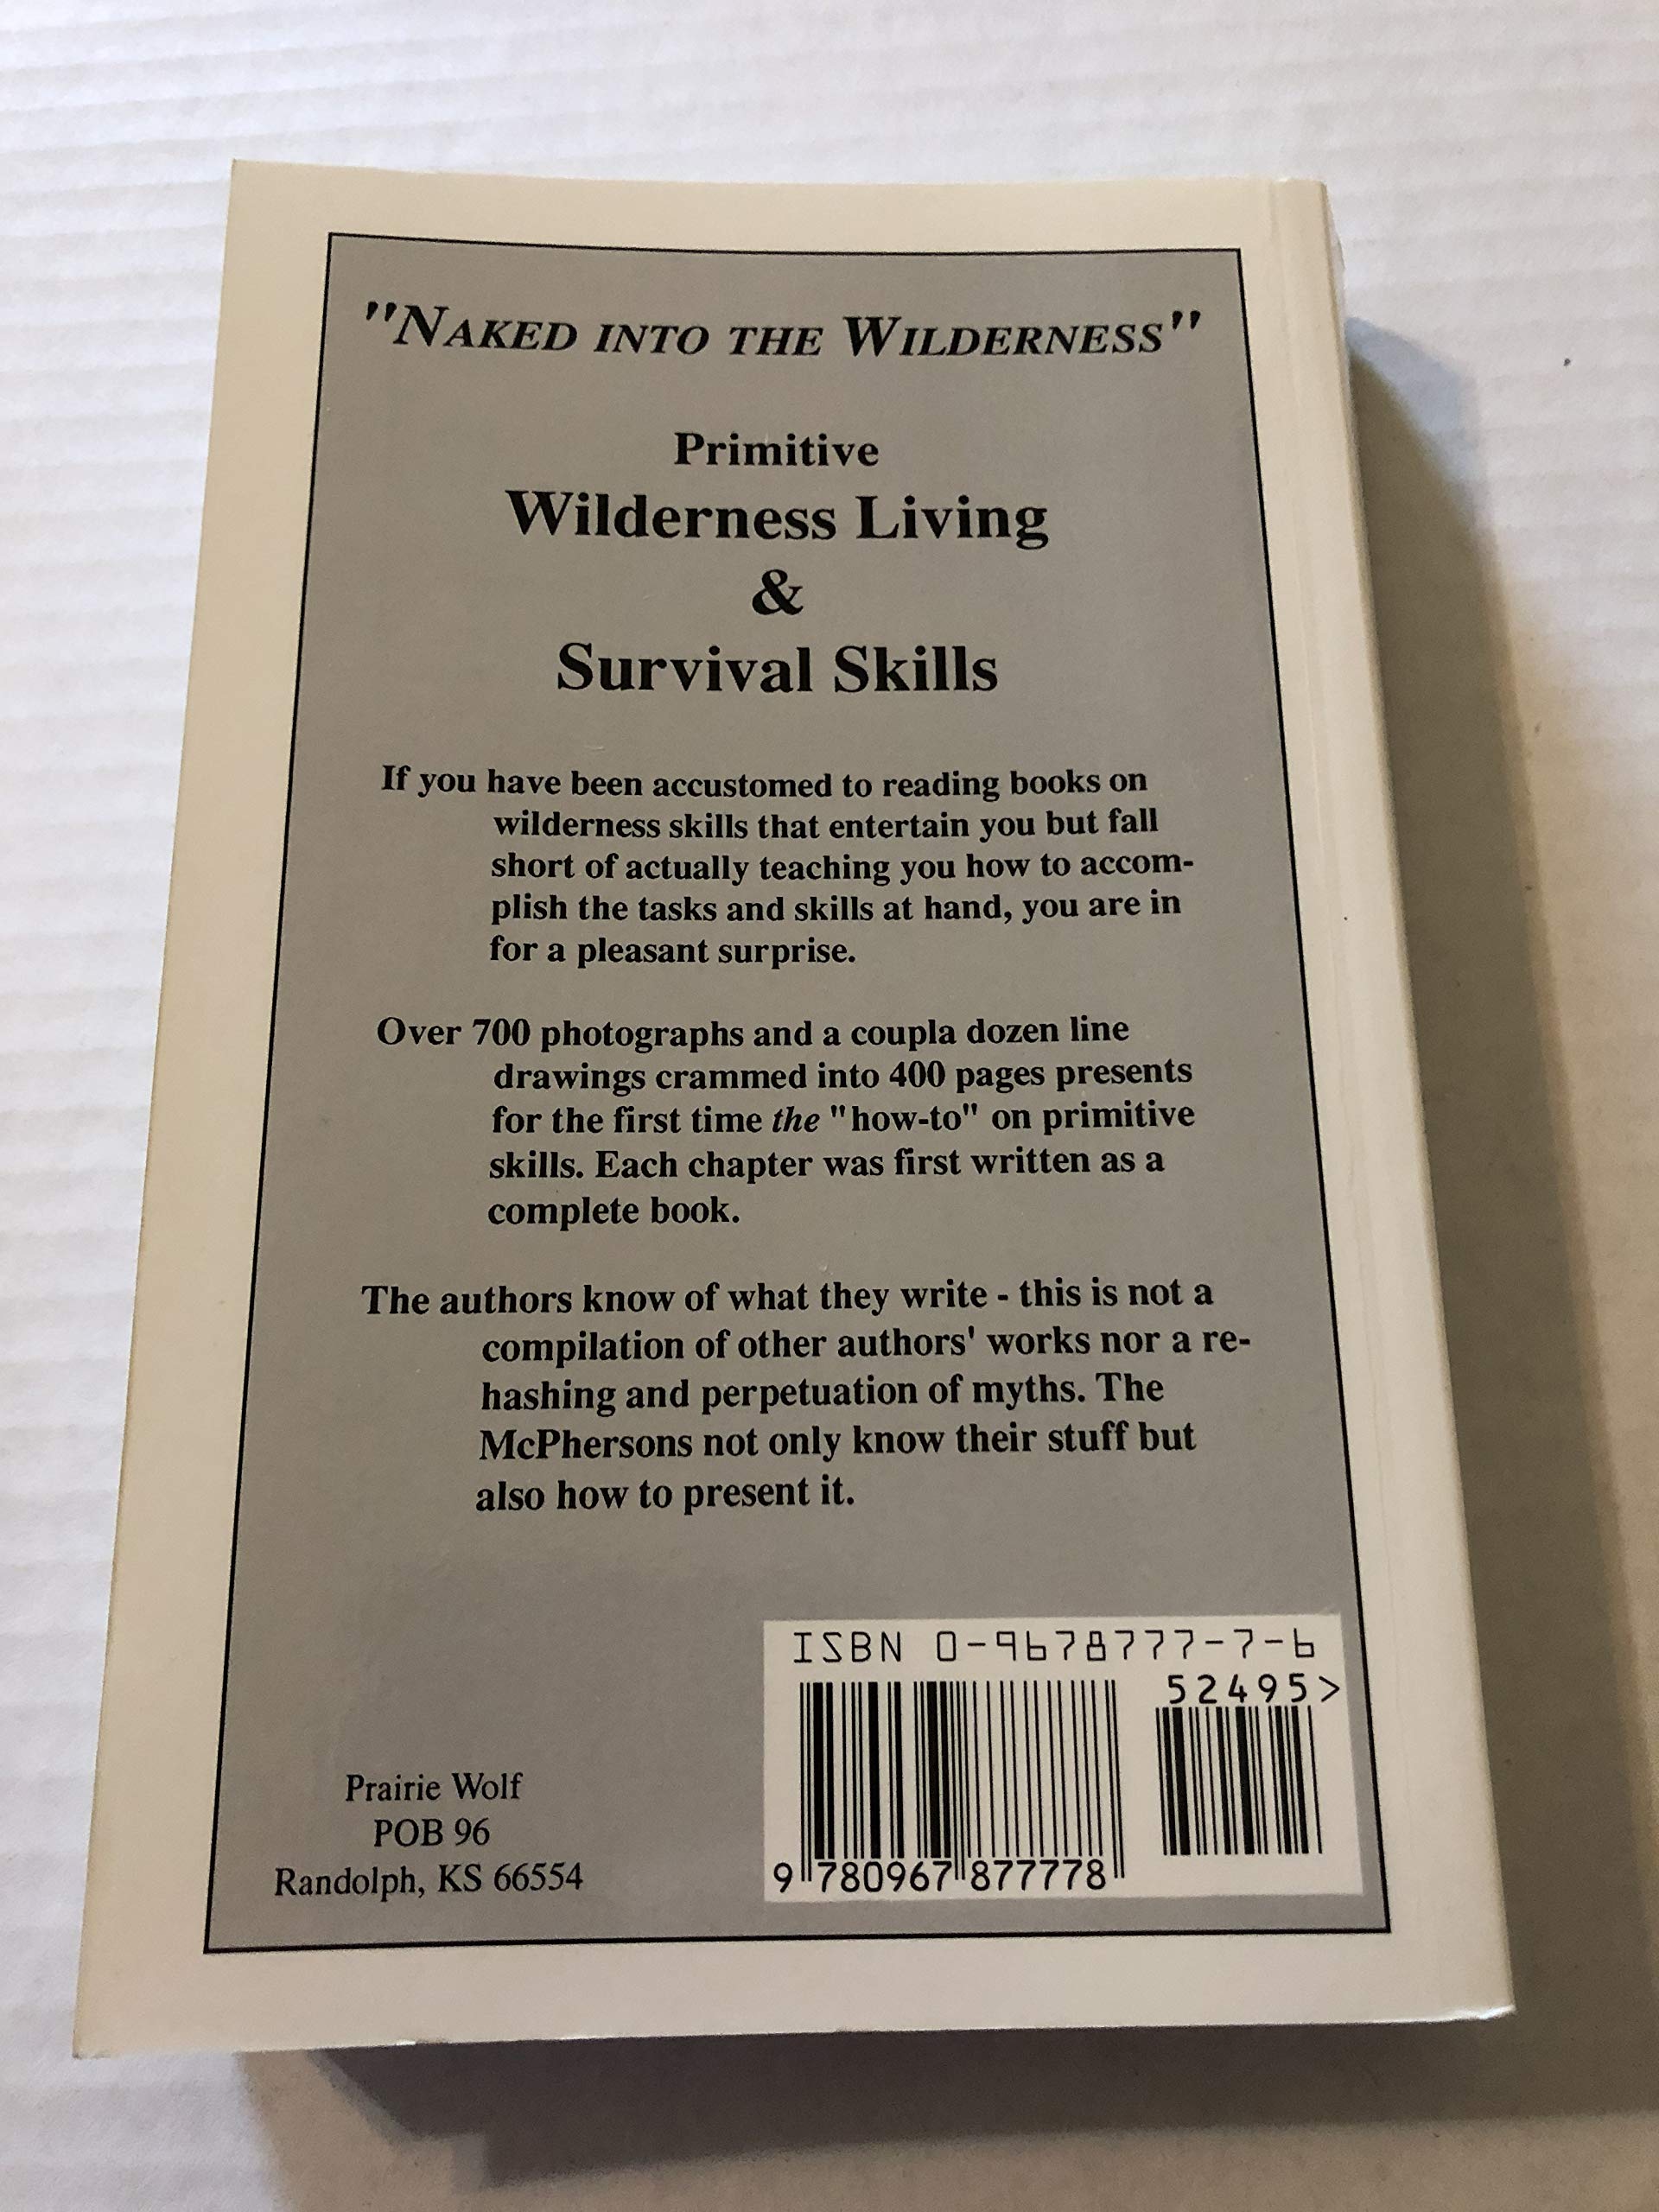 "NAKED INTO THE WILDERNESS"
Primitive
Wilderness Living
&
Survival Skills
If you have been accustomed to reading books on
wilderness skills that entertain you but fall
short of actually teaching you how to accom-
plish the tasks and skills at hand, you are in
for a pleasant surprise.
Over 700 photographs and a coupla dozen line
drawings crammed into 400 pages presents
for the first time the "how-to" on primitive
skills. Each chapter was first written as a
complete book.
The authors know of what they write - this is not a
compilation of other authors' works nor a re-
hashing and perpetuation of myths. The
McPhersons not only know their stuff but
also how to present it.
Prairie Wolf
POB 96
Randolph, KS 66554
ISBN 0-9678777-7-6
52495>
9 780967 877778